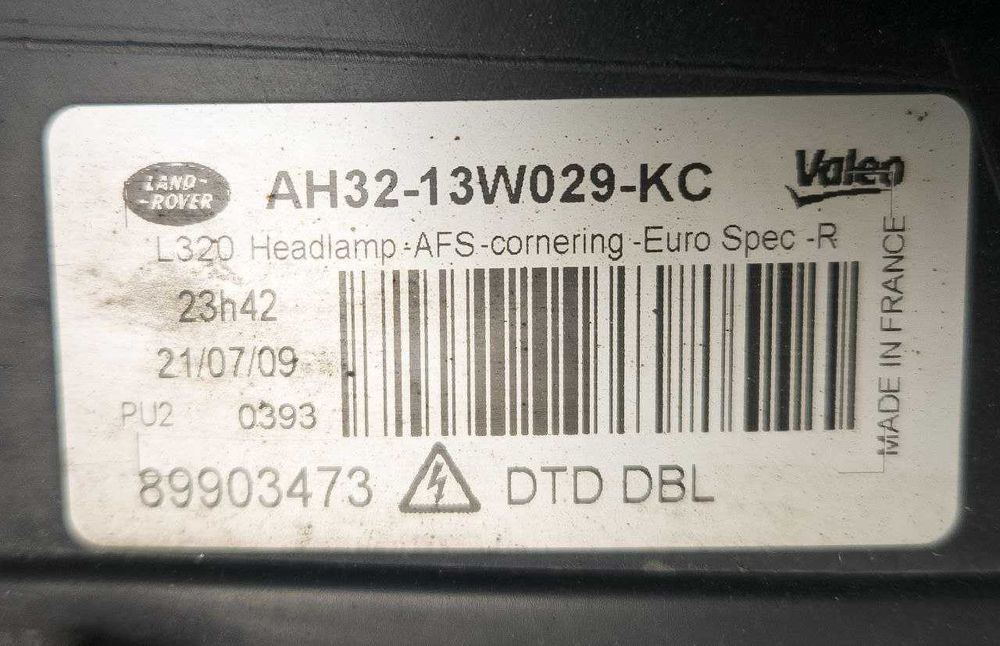 LAND-
-ROVER
AH32-13W029-KC
Valeo
L320 Headlamp-AFS-cornering-Euro Spec-R
23h42
21/07/09
PU2 0393
89903473 DTD DBL
MADE IN FRANCE